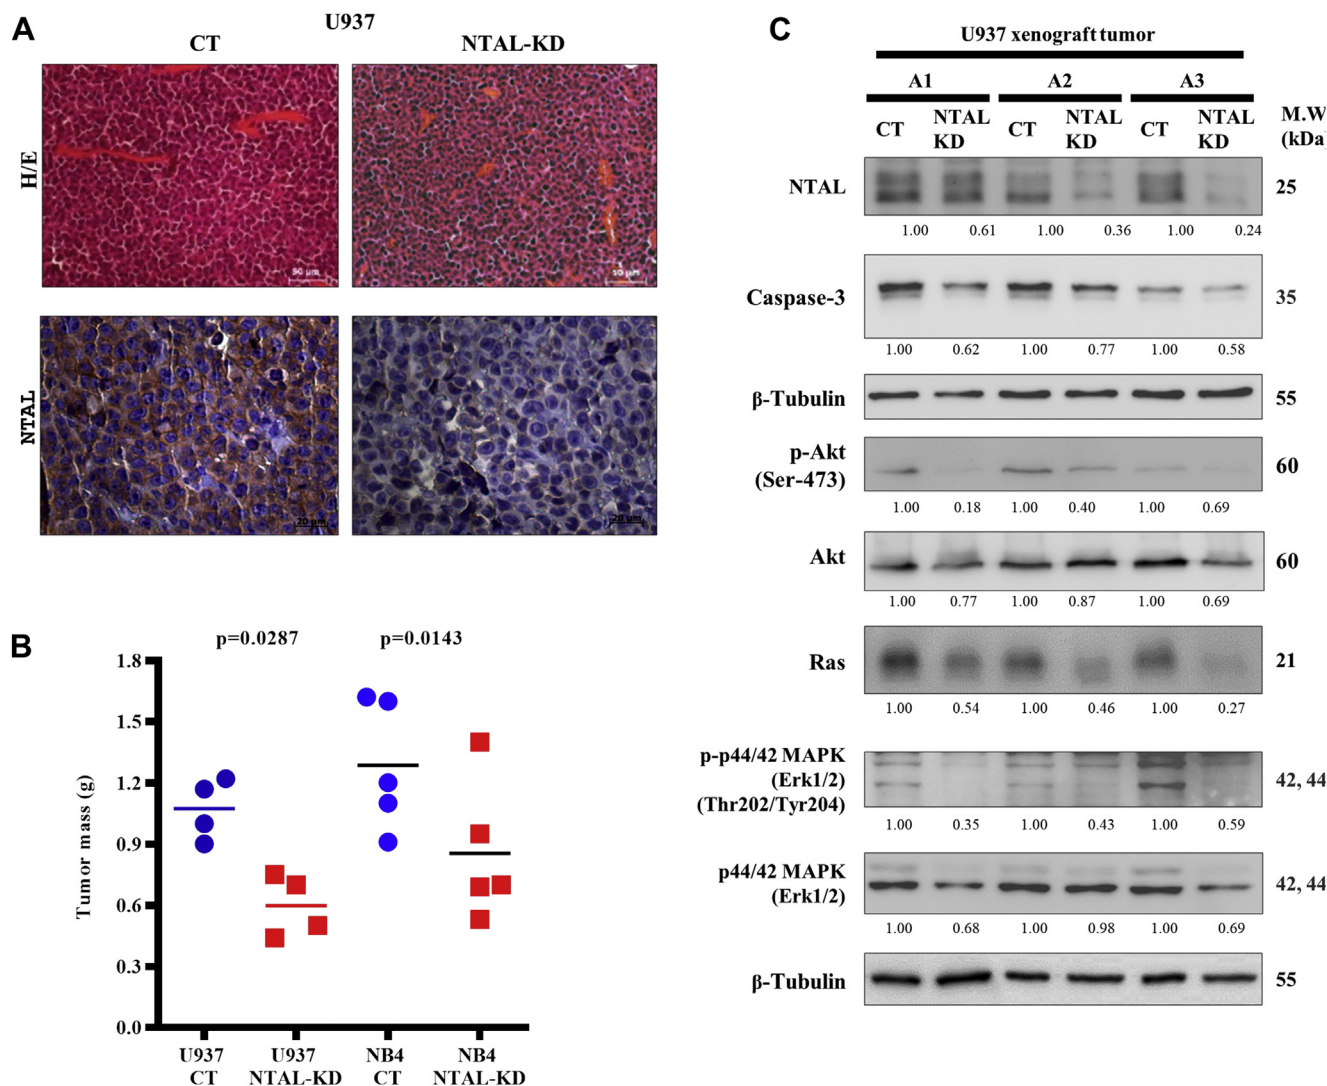 A
U937
CT
NTAL-KD
H/E
50 µm
50 µm
NTAL
20 µm
20 µm
B
p=0.0287
p=0.0143
Tumor mass (g)
1.8
1.5
1.2
0.9
0.6
0.3
0.0
U937
CT
U937
NTAL-KD
NB4
CT
NB4
NTAL-KD
C
U937 xenograft tumor
A1
A2
A3
CT
NTAL
KD
CT
NTAL
KD
CT
NTAL
KD
M.W
(kDa)
NTAL
25
1.00 0.61 1.00 0.36 1.00 0.24
Caspase-3
35
1.00 0.62 1.00 0.77 1.00 0.58
β-Tubulin
55
p-Akt
(Ser-473)
60
1.00 0.18 1.00 0.40 1.00 0.69
Akt
60
1.00 0.77 1.00 0.87 1.00 0.69
Ras
21
1.00 0.54 1.00 0.46 1.00 0.27
p-p44/42 MAPK
(Erk1/2)
(Thr202/Tyr204)
42, 44
1.00 0.35 1.00 0.43 1.00 0.59
p44/42 MAPK
(Erk1/2)
42, 44
1.00 0.68 1.00 0.98 1.00 0.69
β-Tubulin
55